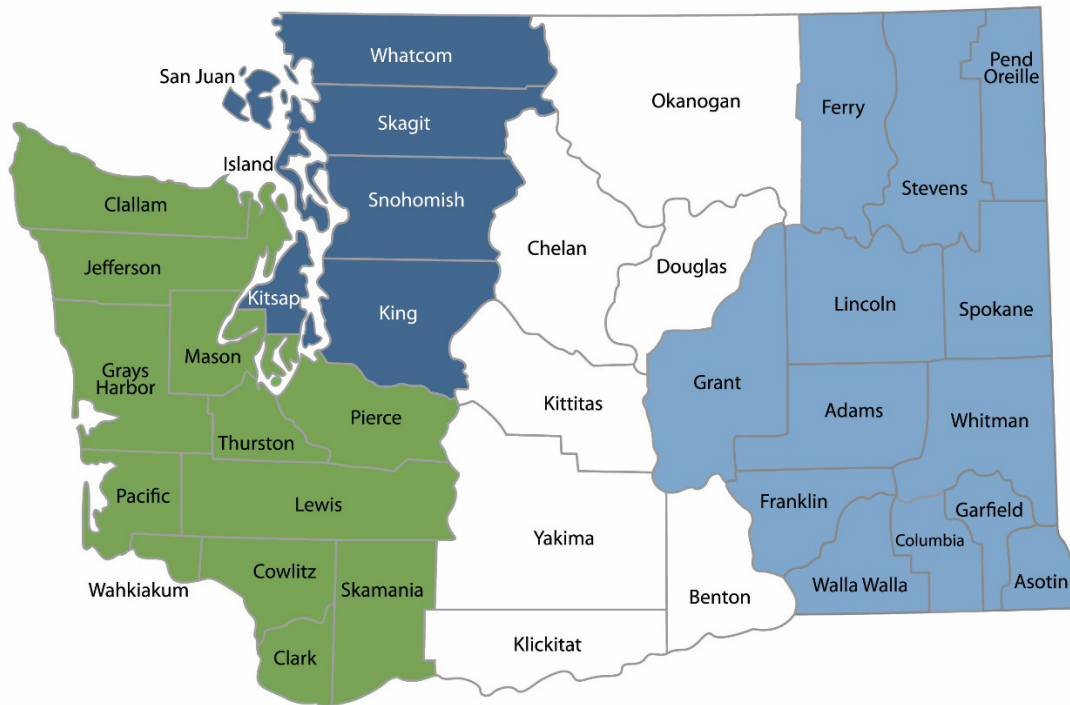 Whatcom
San Juan
Skagit
Okanogan
Ferry
Pend
Oreille
Stevens
Island
Snohomish
Clallam
Jefferson
Chelan
Douglas
Kitsap
King
Lincoln
Spokane
Mason
Grays
Harbor
Grant
Kittitas
Adams
Whitman
Pierce
Thurston
Pacific
Lewis
Franklin
Garfield
Yakima
Columbia
Wahkiakum
Cowlitz
Skamania
Walla Walla
Asotin
Benton
Klickitat
Clark